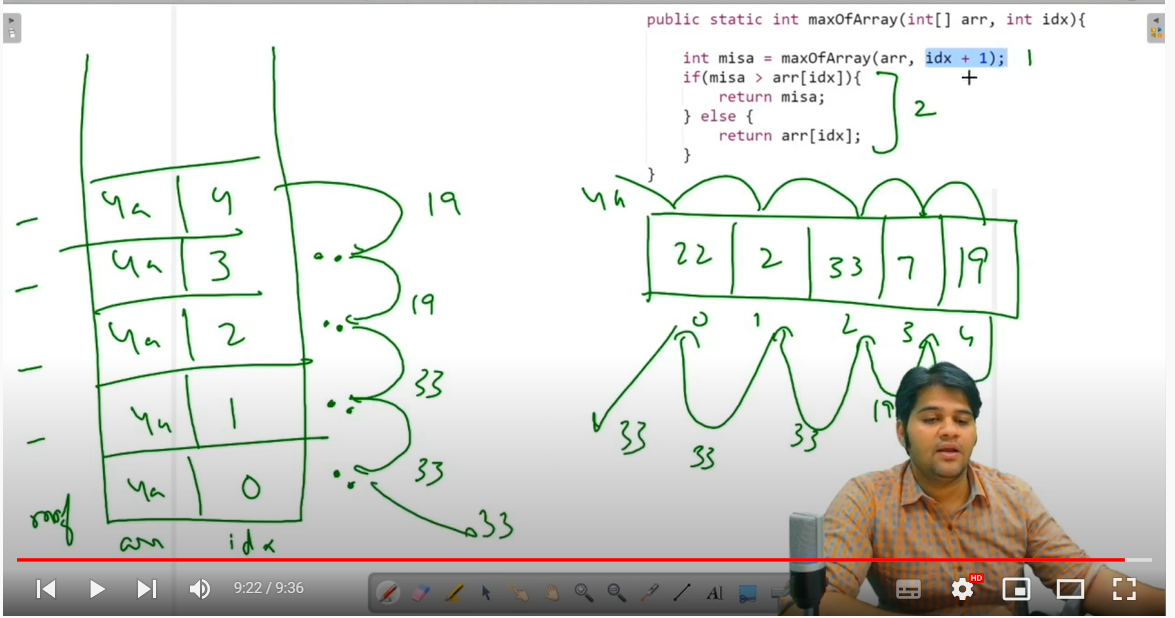 public static int maxOfArray(int[] arr, int idx){
int misa = maxOfArray(arr, idx + 1); 1
if(misa > arr[idx]){
return misa;
} else { 2
return arr[idx];
}
}
4a
22 2 33 7 19
0 1 2 3 4
19
33
33
33
4a 4
19
4a 3
19
4a 2
33
4a 1
33
4a 0
33
arr idx
9:22 / 9:36
HD
AI